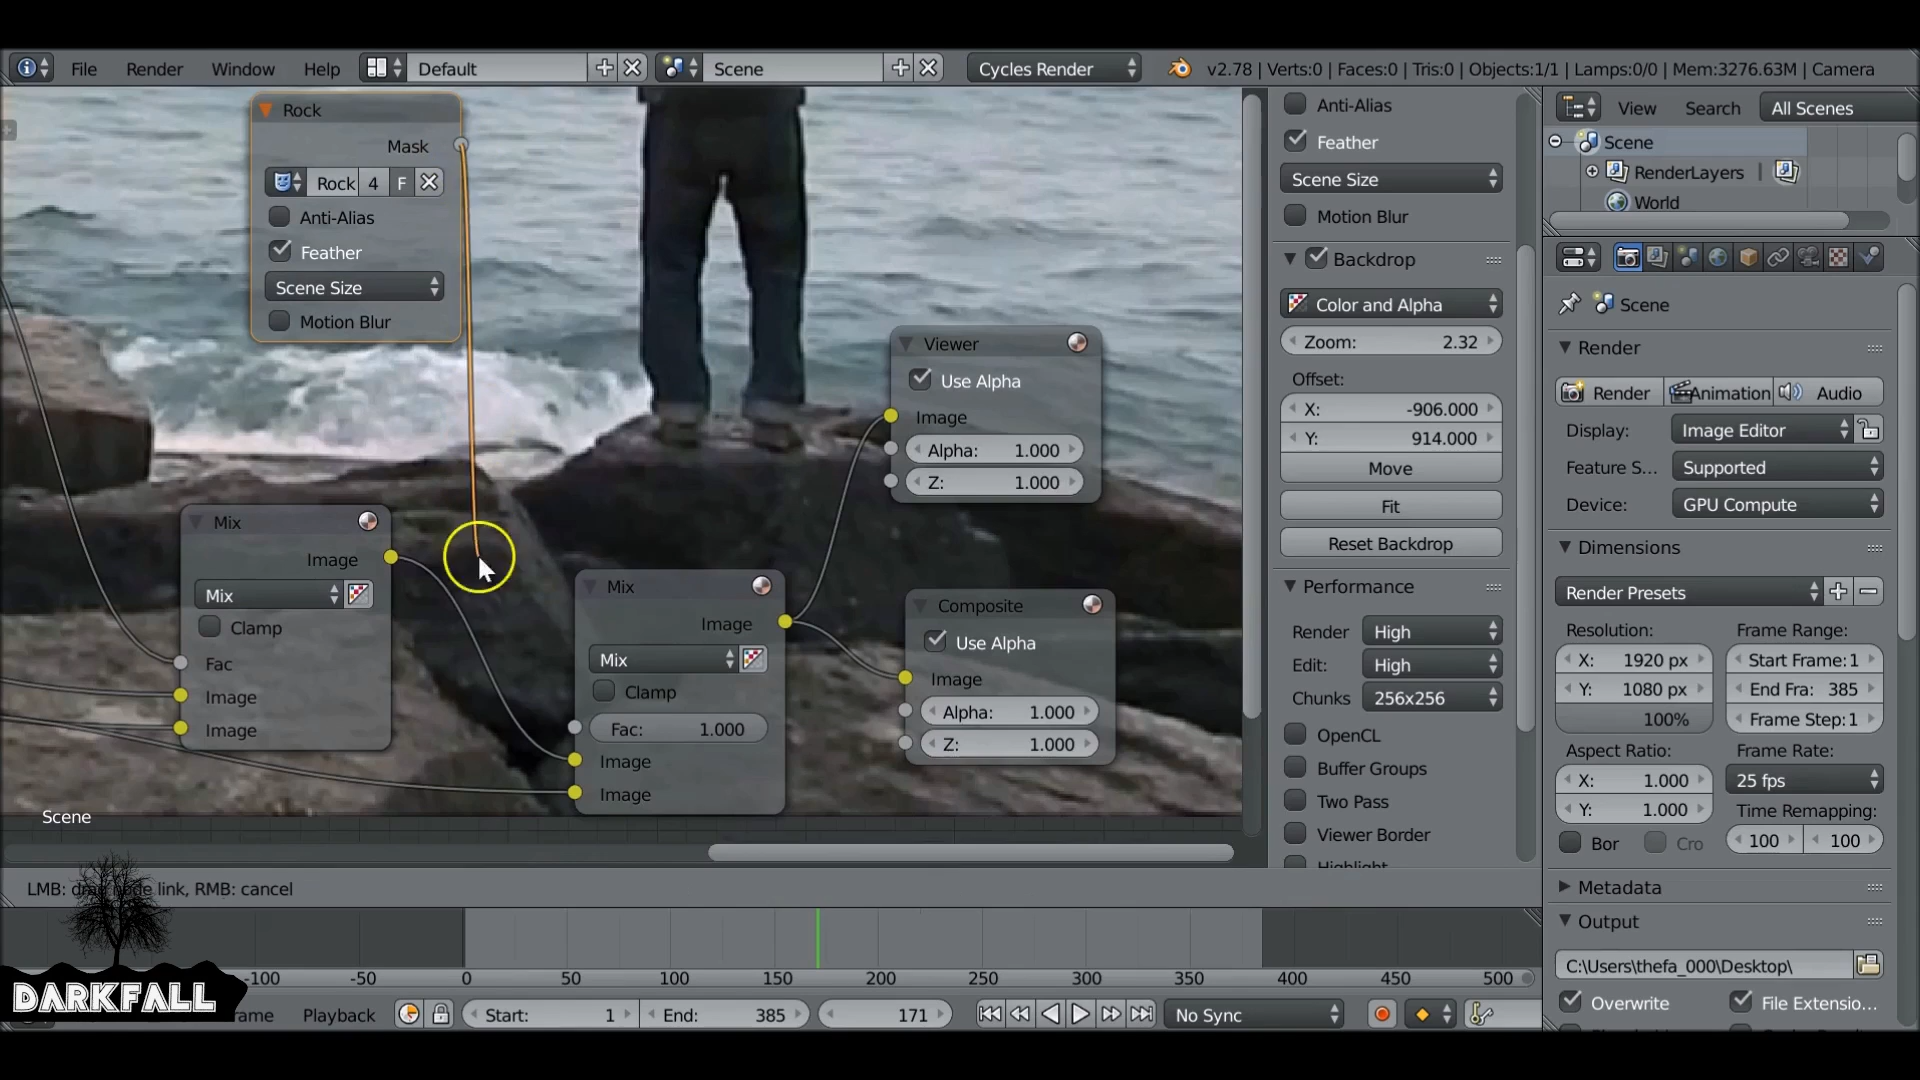 File Render Window Help Default Scene Cycles Render v2.78 | Verts:0 | Faces:0 | Tris:0 | Objects:1/1 | Lamps:0/0 | Mem:3276.63M | Camera
Rock
Mask
Rock 4 F
Anti-Alias
Feather
Scene Size
Motion Blur
Mix
Image
Mix
Clamp
Fac
Image
Image
Mix
Image
Mix
Clamp
Fac: 1.000
Image
Image
Viewer
Use Alpha
Image
Alpha: 1.000
Z: 1.000
Composite
Use Alpha
Image
Alpha: 1.000
Z: 1.000
Scene
Anti-Alias
Feather
Scene Size
Motion Blur
Backdrop
Color and Alpha
Zoom: 2.32
Offset:
X: -906.000
Y: 914.000
Move
Fit
Reset Backdrop
Performance
Render High
Edit: High
Chunks 256x256
OpenCL
Buffer Groups
Two Pass
Viewer Border
Highlight
View Search All Scenes
Scene
RenderLayers |
World
Scene
Render
Render Animation Audio
Display: Image Editor
Feature S... Supported
Device: GPU Compute
Dimensions
Render Presets
Resolution: Frame Range:
X: 1920 px Start Frame: 1
Y: 1080 px End Fra: 385
100% Frame Step: 1
Aspect Ratio: Frame Rate:
X: 1.000 25 fps
Y: 1.000 Time Remapping:
Bor Cro 100 100
Metadata
Output
C:\Users\thefa_000\Desktop\
Overwrite File Extensio...
LMB: drag node link, RMB: cancel
-100 -50 0 50 100 150 200 250 300 350 400 450 500
DARKFALL
rame Playback Start: 1 End: 385 171 No Sync